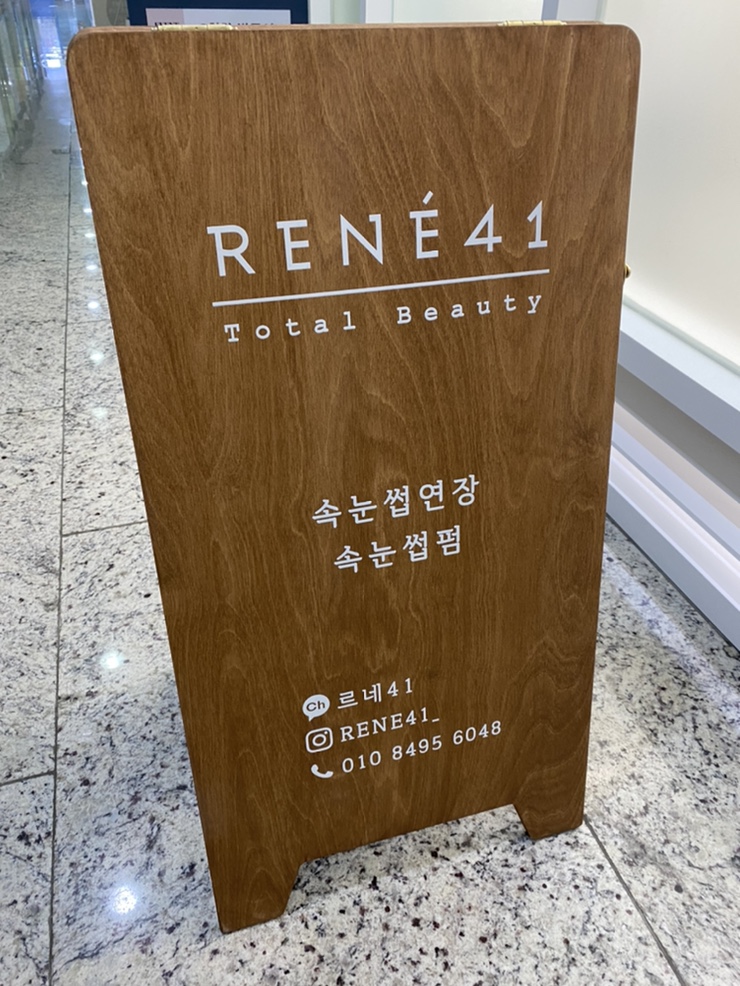 RENÉ41
Total Beauty
속눈썹연장
속눈썹펌
Ch 르네41
RENE41_
010 8495 6048